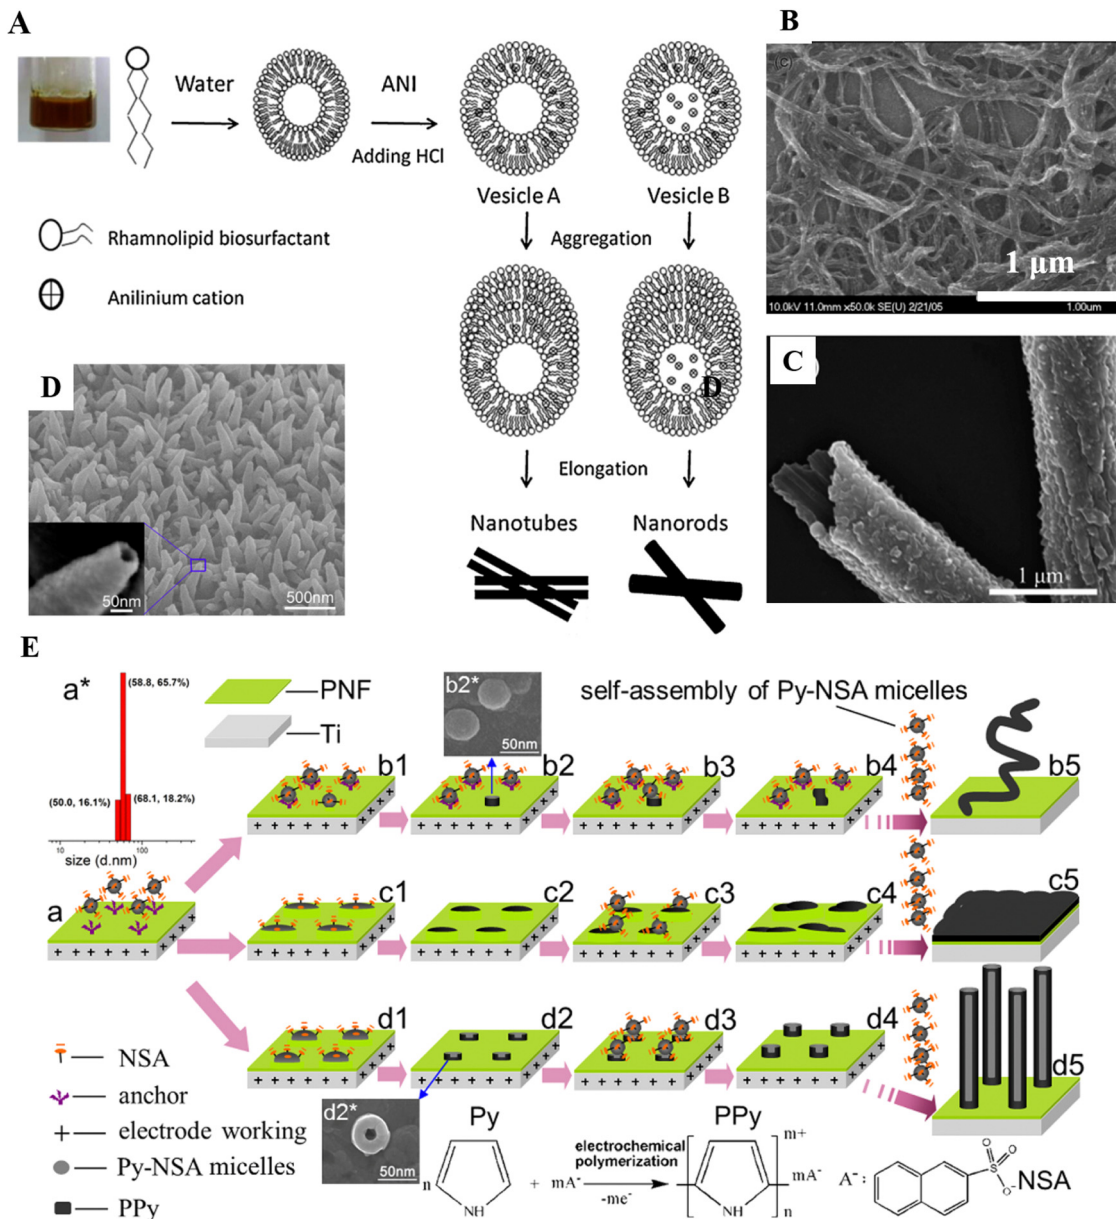 A
Water
ANI
Adding HCl
Vesicle A
Vesicle B
Aggregation
Rhamnolipid biosurfactant
Anilinium cation
D
Elongation
Nanotubes
Nanorods
B
(c)
1 μm
10.0kV 11.0mm x50.0k SE(U) 2/21/05
1.00um
C
1 μm
D
50nm
500nm
E
a*
(58.8, 65.7%)
(50.0, 16.1%)
(68.1, 18.2%)
10
100
size (d.nm)
PNF
Ti
b2*
50nm
self-assembly of Py-NSA micelles
b1
b2
b3
b4
b5
a
c1
c2
c3
c4
c5
d1
d2
d3
d4
d5
NSA
anchor
+ electrode working
Py-NSA micelles
PPy
d2*
50nm
Py
PPy
n
NH
+ mA-
electrochemical
polymerization
-me-
m+
NH
n
mA-
A- :
S
O
O
O-
NSA